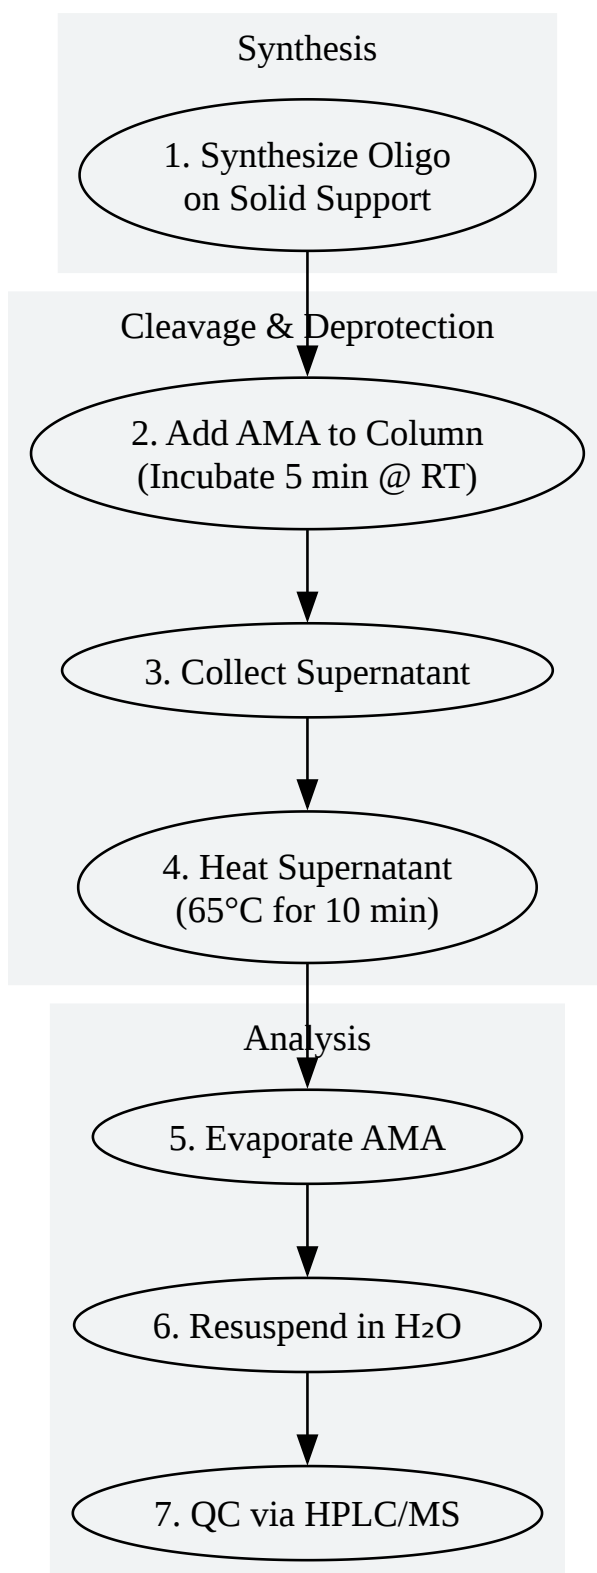 Synthesis
1. Synthesize Oligo
on Solid Support
Cleavage & Deprotection
2. Add AMA to Column
(Incubate 5 min @ RT)
3. Collect Supernatant
4. Heat Supernatant
(65°C for 10 min)
Analysis
5. Evaporate AMA
6. Resuspend in H₂O
7. QC via HPLC/MS